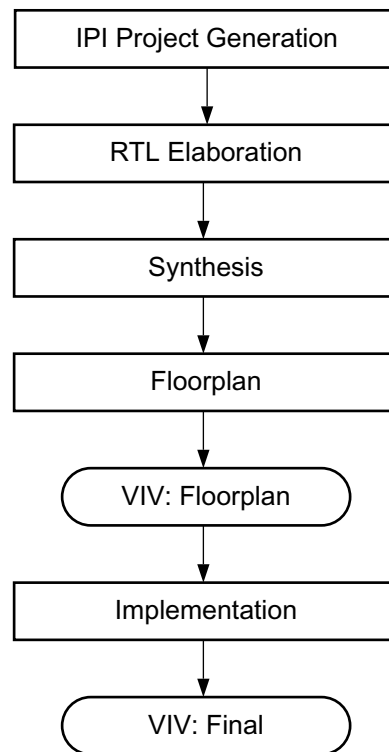 IPI Project Generation
RTL Elaboration
Synthesis
Floorplan
VIV: Floorplan
Implementation
VIV: Final